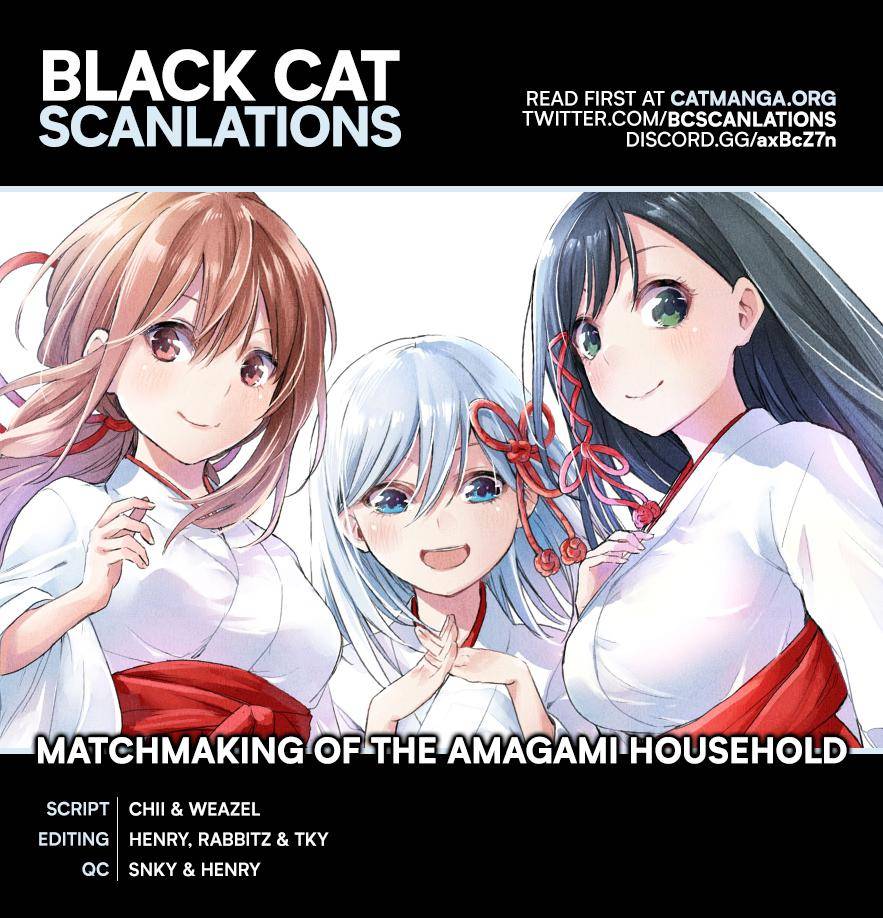 BLACK CAT
SCANLATIONS
READ FIRST AT CATMANGA.ORG
TWITTER.COM/BCSCANLATIONS
DISCORD.GG/axBcZ7n
MATCHMAKING OF THE AMAGAMI HOUSEHOLD
SCRIPT CHII & WEAZEL
EDITING HENRY, RABBITZ & TKY
QC SNKY & HENRY